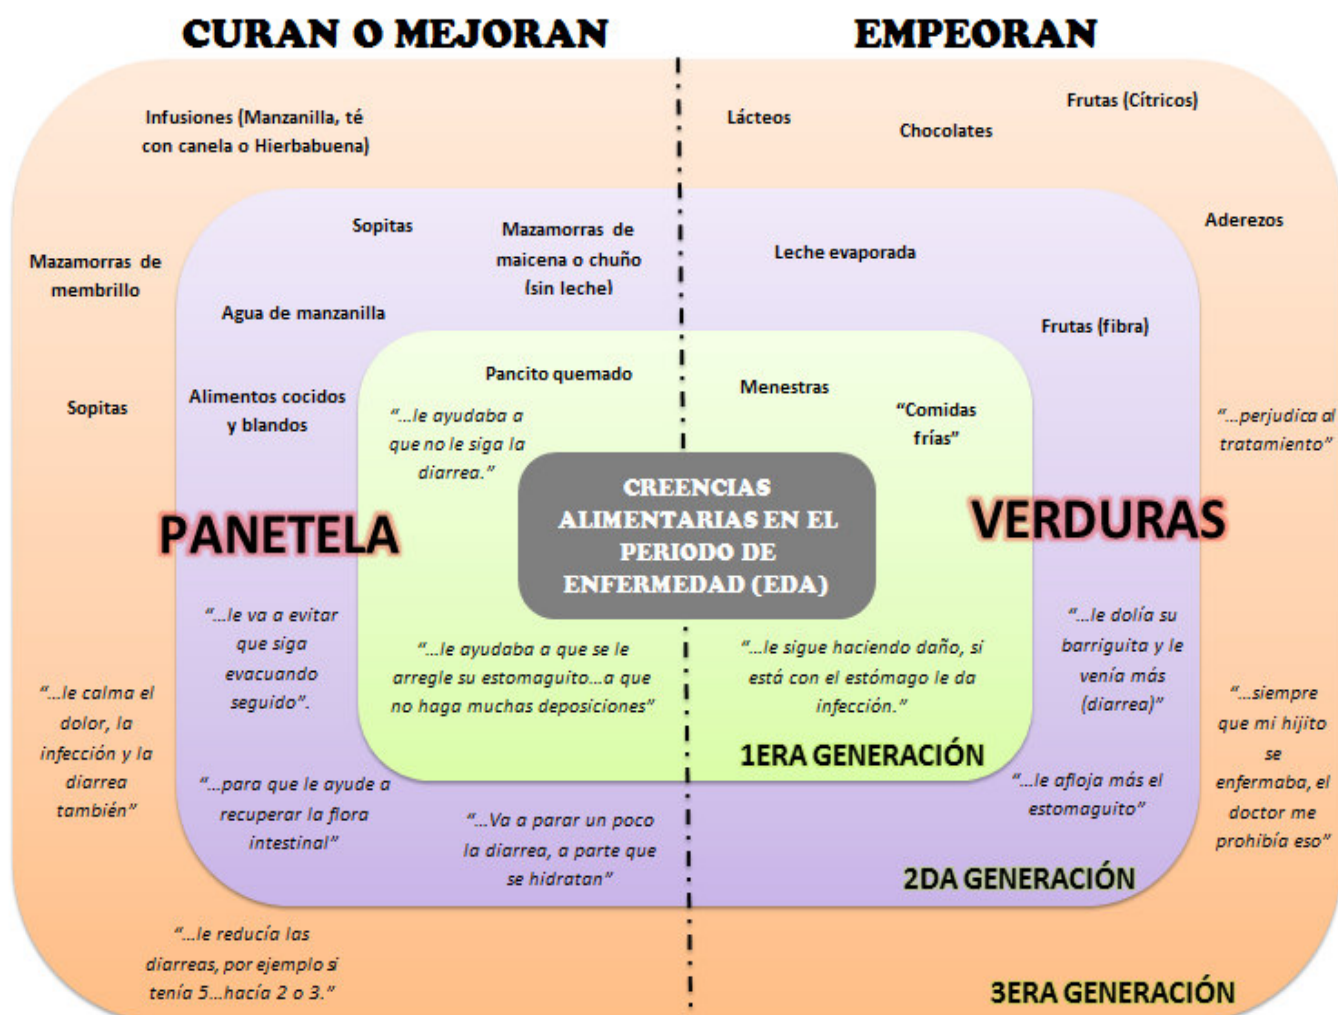 CURAN O MEJORAN
EMPEORAN
Infusiones (Manzanilla, té
con canela o Hierbabuena)
Lácteos
Chocolates
Frutas (Cítricos)
Sopitas
Mazamorras de
maicena o chuño
(sin leche)
Leche evaporada
Aderezos
Mazamorras de
membrillo
Agua de manzanilla
Frutas (fibra)
Pancito quemado
Menestras
Sopitas
Alimentos cocidos
y blandos
“...le ayudaba a
que no le siga la
diarrea.”
“Comidas
frías”
“...perjudica al
tratamiento”
CREENCIAS
ALIMENTARIAS EN EL
PERIODO DE
ENFERMEDAD (EDA)
PANETELA
VERDURAS
“...le va a evitar
que siga
evacuando
seguido”.
“...le ayudaba a que se le
arregle su estomaguito...a que
no haga muchas deposiciones”
“...le sigue haciendo daño, si
está con el estómago le da
infección.”
“...le dolía su
barriguita y le
venía más
(diarrea)”
“...le calma el
dolor, la
infección y la
diarrea
también”
“...siempre
que mi hijito
se
enfermaba, el
doctor me
prohibía eso”
1ERA GENERACIÓN
“...para que le ayude a
recuperar la flora
intestinal”
“...Va a parar un poco
la diarrea, a parte que
se hidratan”
“...le afloja más el
estomaguito”
2DA GENERACIÓN
“...le reducía las
diarreas, por ejemplo si
tenía 5...hacía 2 o 3.”
3ERA GENERACIÓN